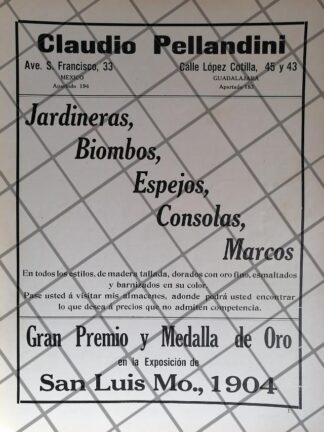 Claudio Pellandini
Ave. S. Francisco, 33 Calle López Cotilla, 45 y 43
MEXICO GUADALAJARA
Apartado 194 Apartado 183
Jardineras,
Biombos,
Espejos,
Consolas,
Marcos
En todos los estilos, de madera tallada, dorados con oro fino, esmaltados
y barnizados en su color.
Pase usted á visitar mis almacenes, adonde podrá usted encontrar
lo que desea á precios que no admiten competencia.
Gran Premio y Medalla de Oro
en la Exposición de
San Luis Mo., 1904